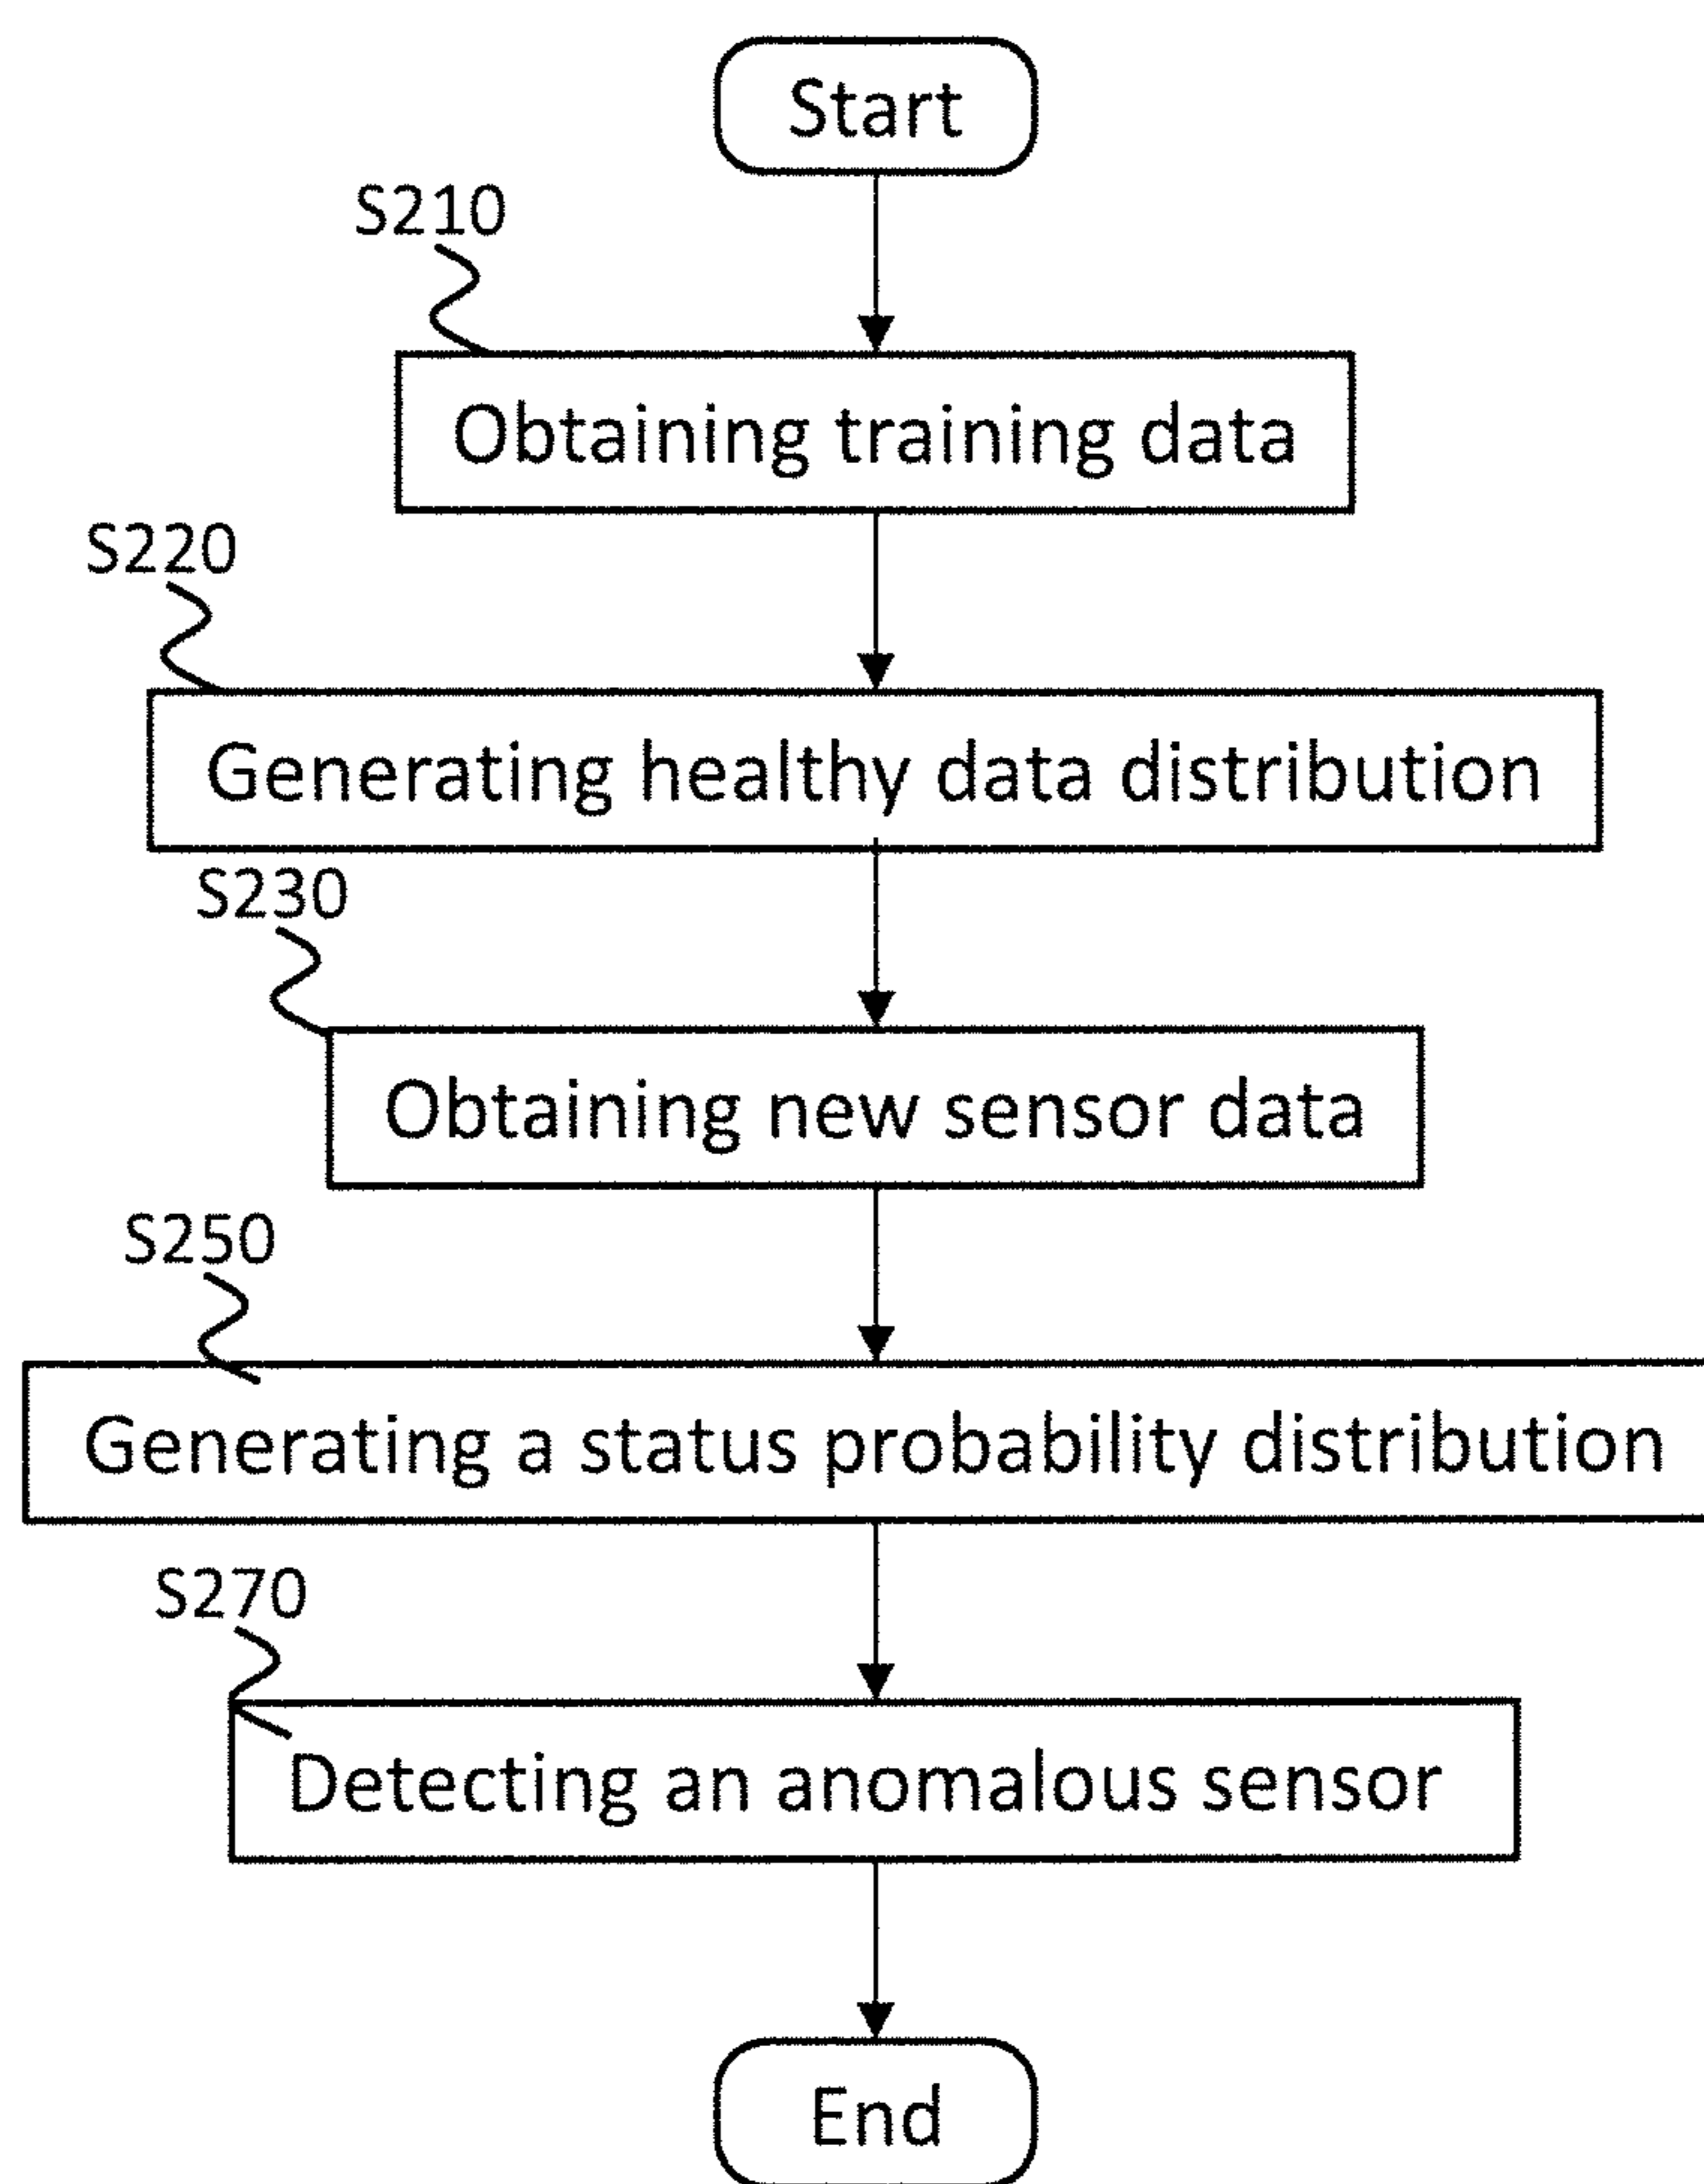 Start
S210
Obtaining training data
S220
Generating healthy data distribution
S230
Obtaining new sensor data
S250
Generating a status probability distribution
S270
Detecting an anomalous sensor
End